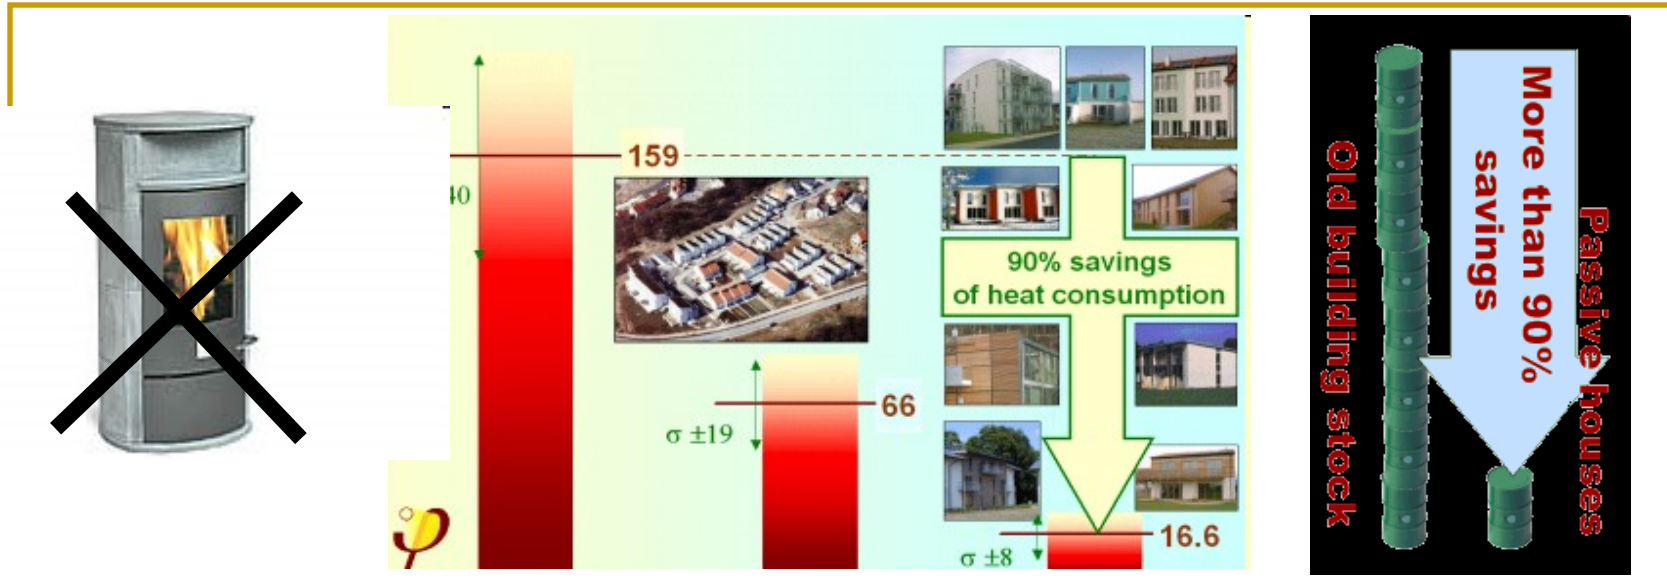 159
40
90% savings
of heat consumption
66
σ ±19
16.6
σ ±8
Old building stock
More than 90%
savings
Passive houses